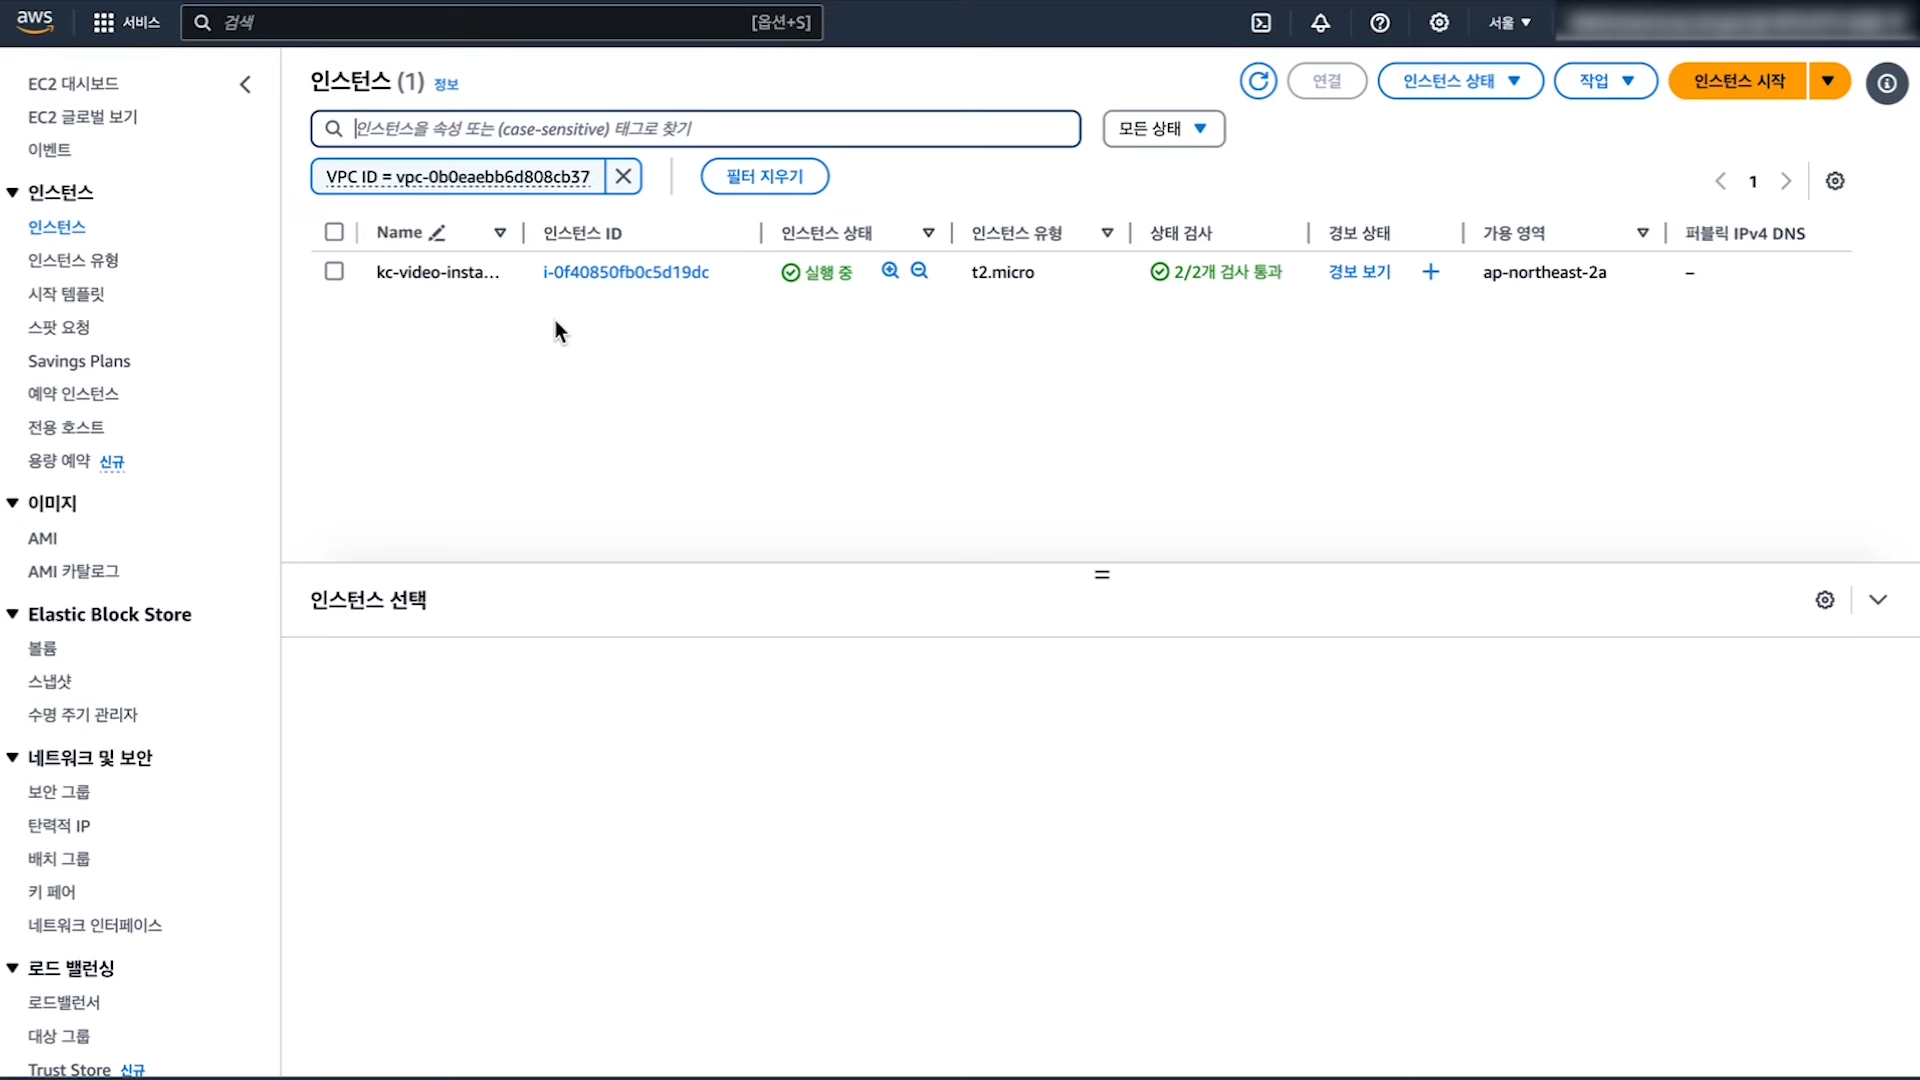 aws
서비스
검색
[옵션+S]
서울
EC2 대시보드
EC2 글로벌 보기
이벤트
인스턴스
인스턴스
인스턴스 유형
시작 템플릿
스팟 요청
Savings Plans
예약 인스턴스
전용 호스트
용량 예약 신규
이미지
AMI
AMI 카탈로그
Elastic Block Store
볼륨
스냅샷
수명 주기 관리자
네트워크 및 보안
보안 그룹
탄력적 IP
배치 그룹
키 페어
네트워크 인터페이스
로드 밸런싱
로드밸런서
대상 그룹
Trust Store 신규
인스턴스 (1) 정보
연결
인스턴스 상태
작업
인스턴스 시작
인스턴스을 속성 또는 (case-sensitive) 태그로 찾기
모든 상태
VPC ID = vpc-0b0eaebb6d808cb37
필터 지우기
1
Name 인스턴스 ID 인스턴스 상태 인스턴스 유형 상태 검사 경보 상태 가용 영역 퍼블릭 IPv4 DNS
kc-video-insta... i-0f40850fb0c5d19dc 실행 중 t2.micro 2/2개 검사 통과 경보 보기 + ap-northeast-2a –
인스턴스 선택